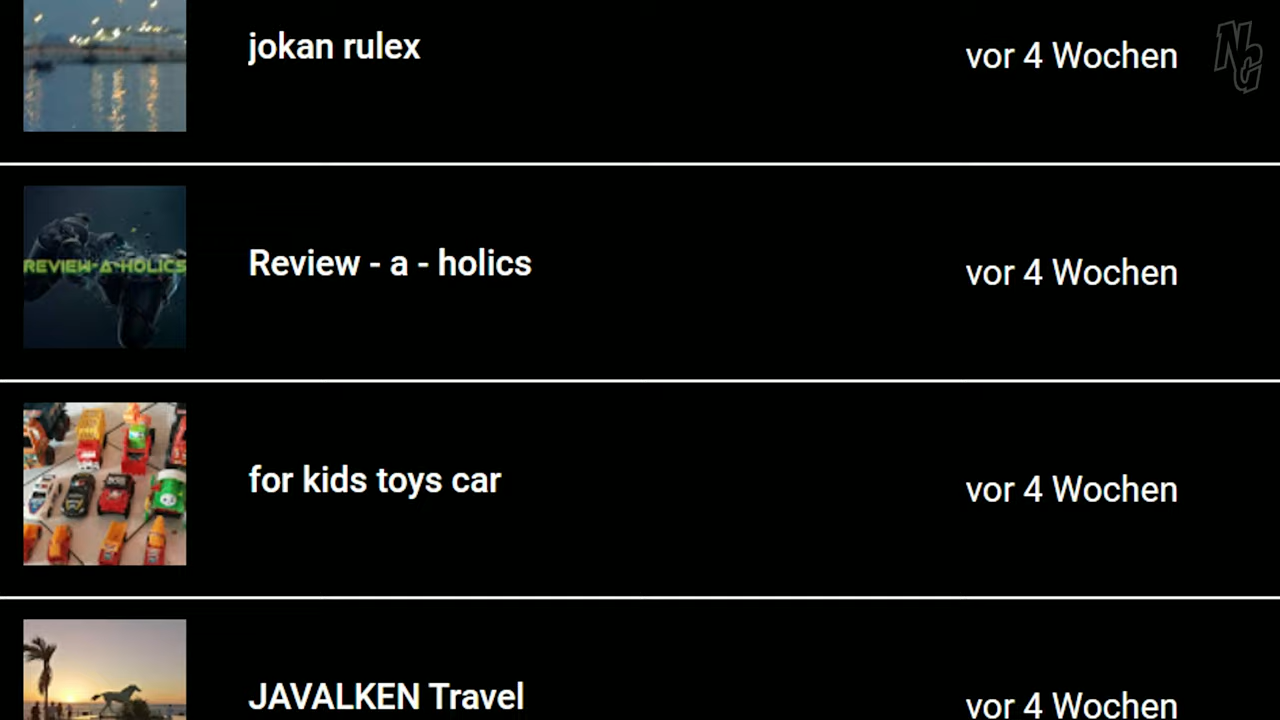 jokan rulex
vor 4 Wochen
NC
REVIEW-A-HOLICS
Review - a - holics
vor 4 Wochen
for kids toys car
vor 4 Wochen
JAVALKEN Travel
vor 4 Wochen